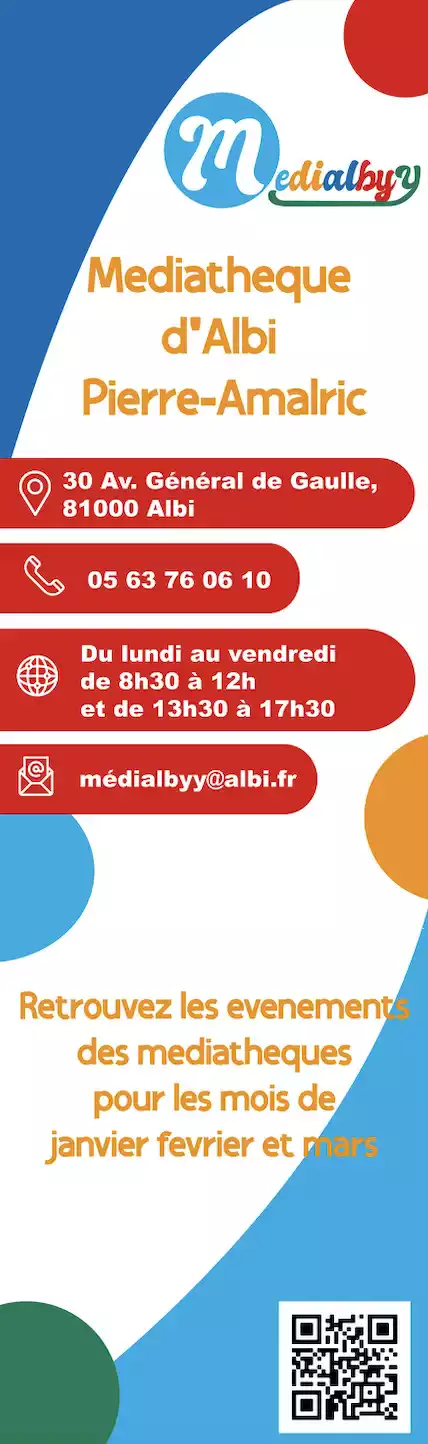 Medialbyy
Mediatheque
d'Albi
Pierre-Amalric
30 Av. Général de Gaulle,
81000 Albi
05 63 76 06 10
Du lundi au vendredi
de 8h30 à 12h
et de 13h30 à 17h30
médialbyy@albi.fr
Retrouvez les evenements
des mediatheques
pour les mois de
janvier fevrier et mars